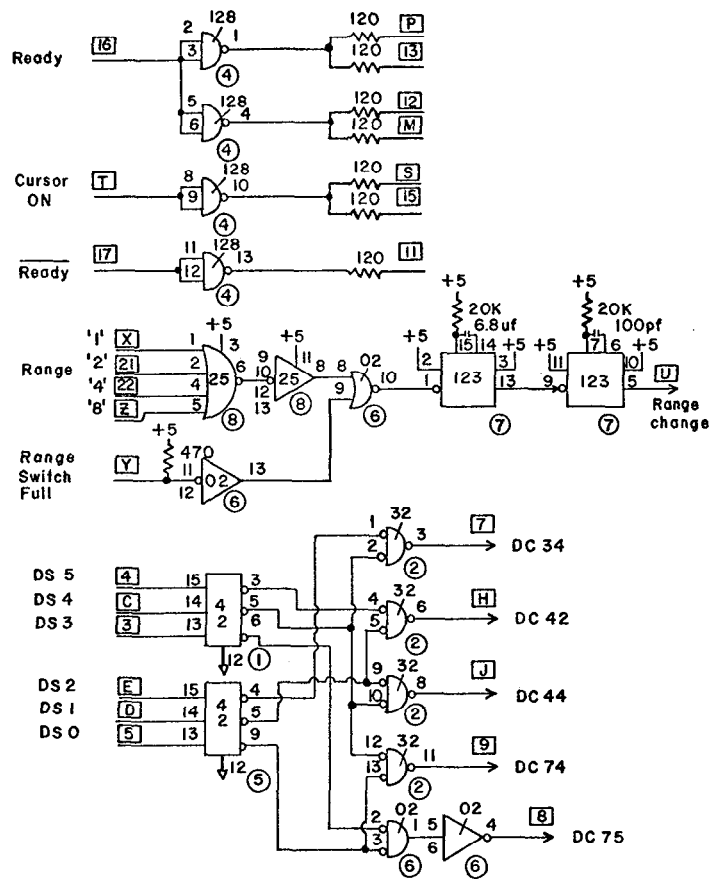 128
2 3 1
Ready 16
4
120 P
120 13
128
5 6 4
4
120 12
120 M
Cursor ON
T
128
8 9 10
4
120 S
120 15
Ready
17
128
11 12 13
4
120 11
Range
'1' X 1
'2' 21 2
'4' 22 4
'8' Z 5
+5 3
25 6
8
+5 11
9 10 12 13
25 8
8
02
8 9 10
6
+5
20K
6.8uf
+5 15 14
2 3 +5
1 123 13
7
+5
20K
100pf
+5 7 6
11 10 +5
9 123 5
7
U
Range change
Range Switch Full
Y
+5
470
11 12
02 13
6
DS 5 4 15
DS 4 C 14
DS 3 3 13
42
3
5
6
12 1
DS 2 E 15
DS 1 D 14
DS 0 5 13
42
4
5
9
12 5
32
1 2 3
2
7 DC 34
32
4 5 6
2
H DC 42
32
9 10 8
2
J DC 44
32
12 13 11
2
9 DC 74
02
2 3 1
6
02
5 6 4
6
8 DC 75